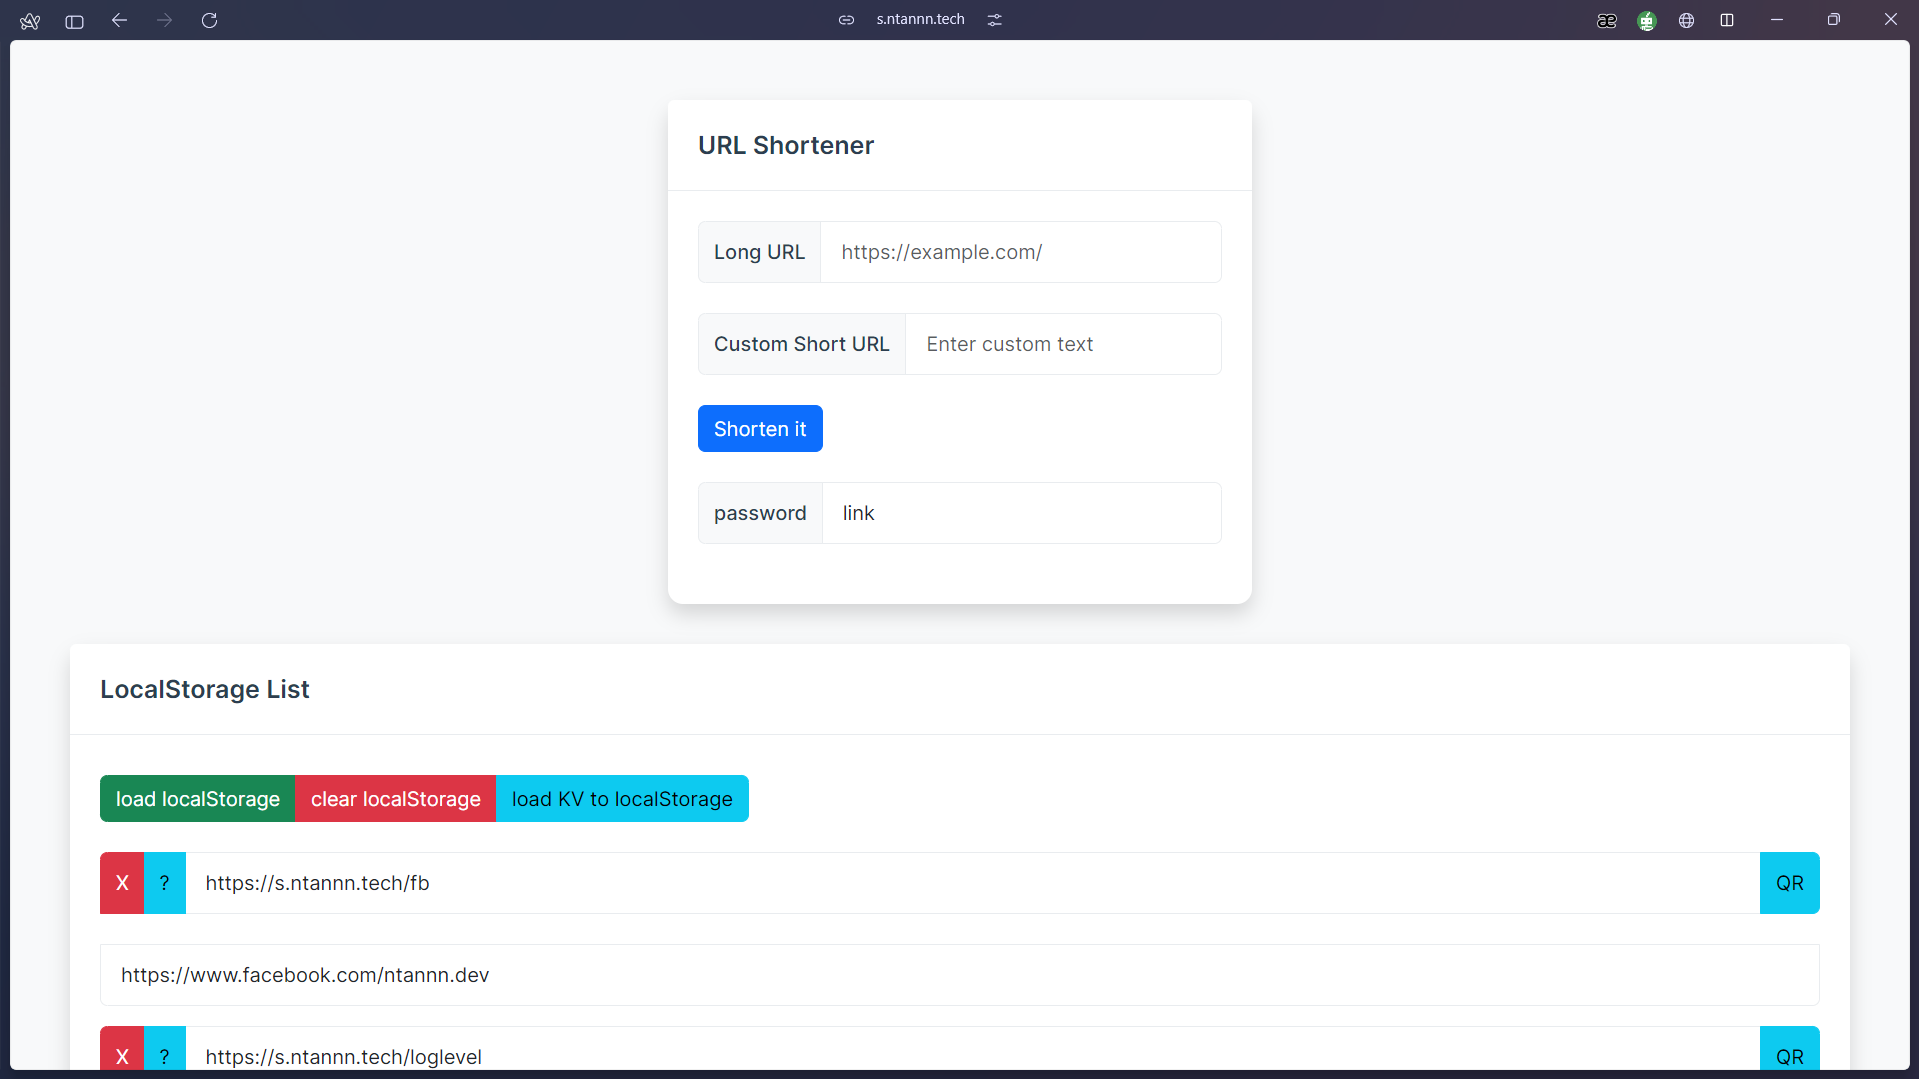 s.ntannn.tech
URL Shortener
Long URL https://example.com/
Custom Short URL Enter custom text
Shorten it
password link
LocalStorage List
load localStorage clear localStorage load KV to localStorage
X ? https://s.ntannn.tech/fb QR
https://www.facebook.com/ntannn.dev
X ? https://s.ntannn.tech/loglevel QR